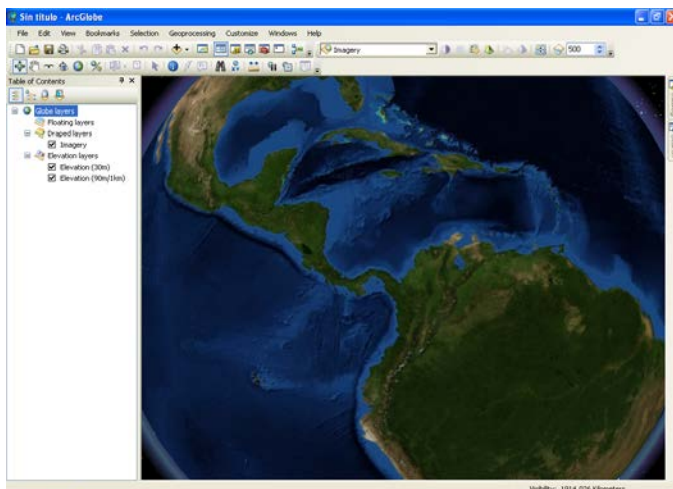 Sin título - ArcGlobe
File Edit View Bookmarks Selection Geoprocessing Customize Windows Help
Imagery 500
Table of Contents
Globe layers
Floating layers
Draped layers
Imagery
Elevation layers
Elevation (30m)
Elevation (90m/1km)